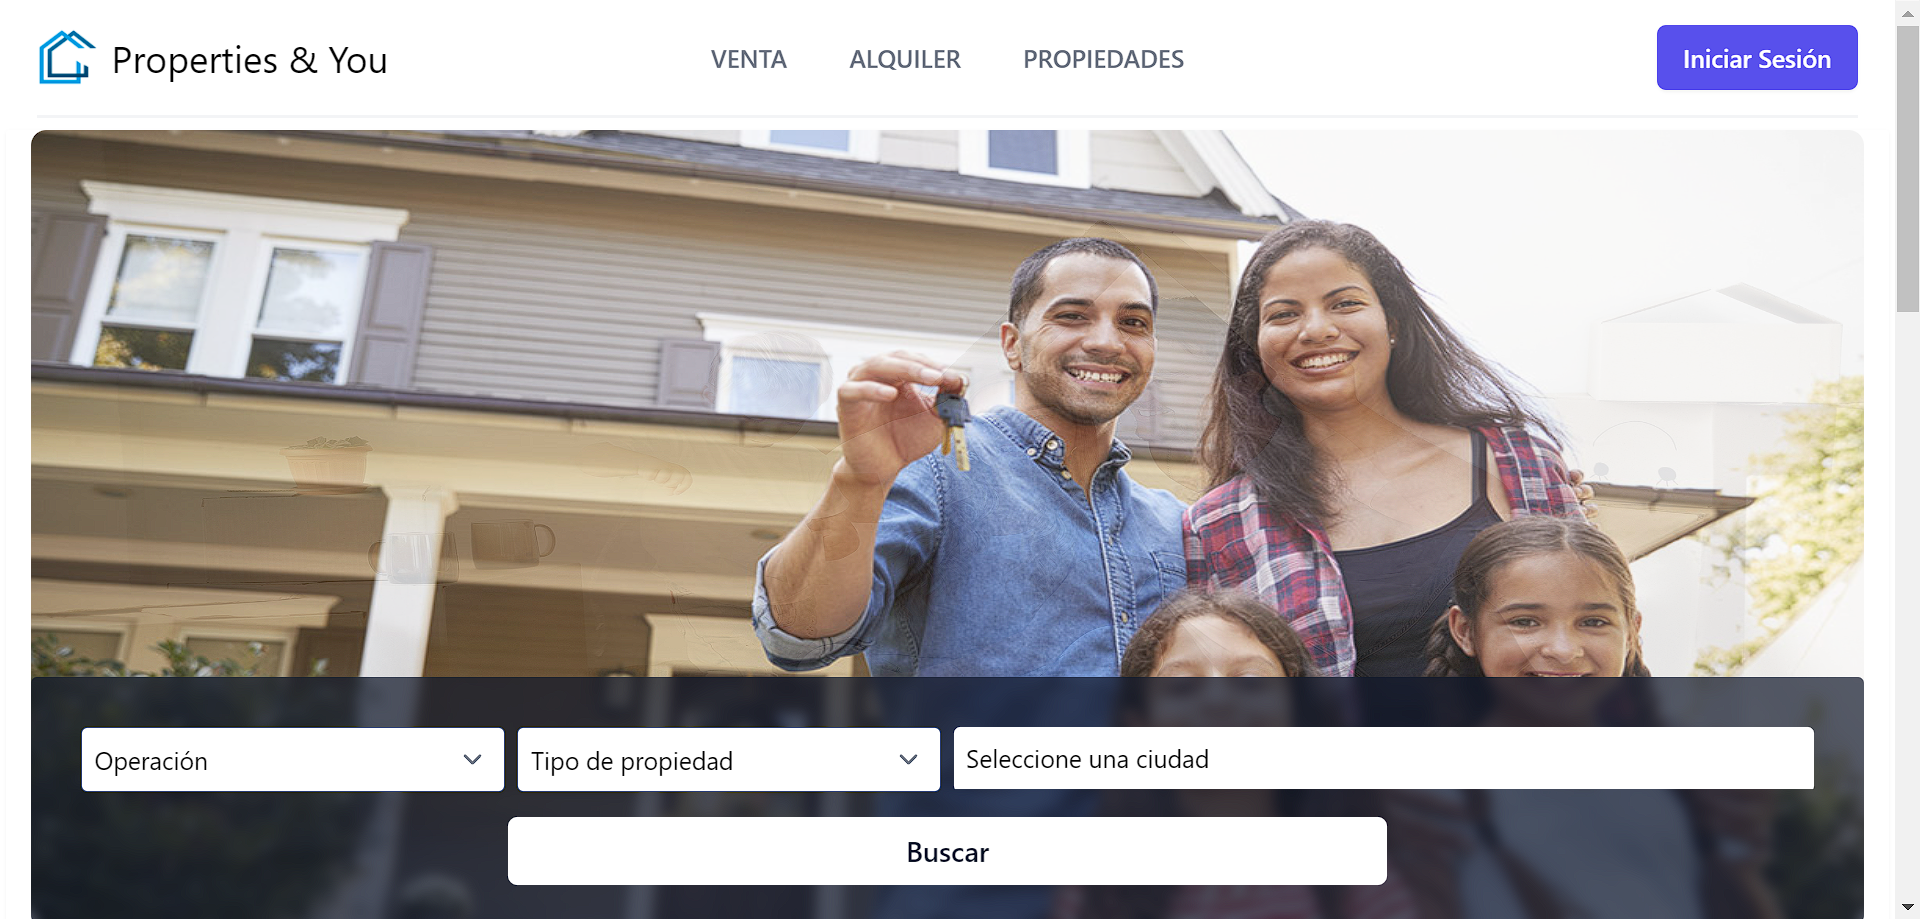 Properties & You
VENTA ALQUILER PROPIEDADES
Iniciar Sesión
Operación
Tipo de propiedad
Seleccione una ciudad
Buscar